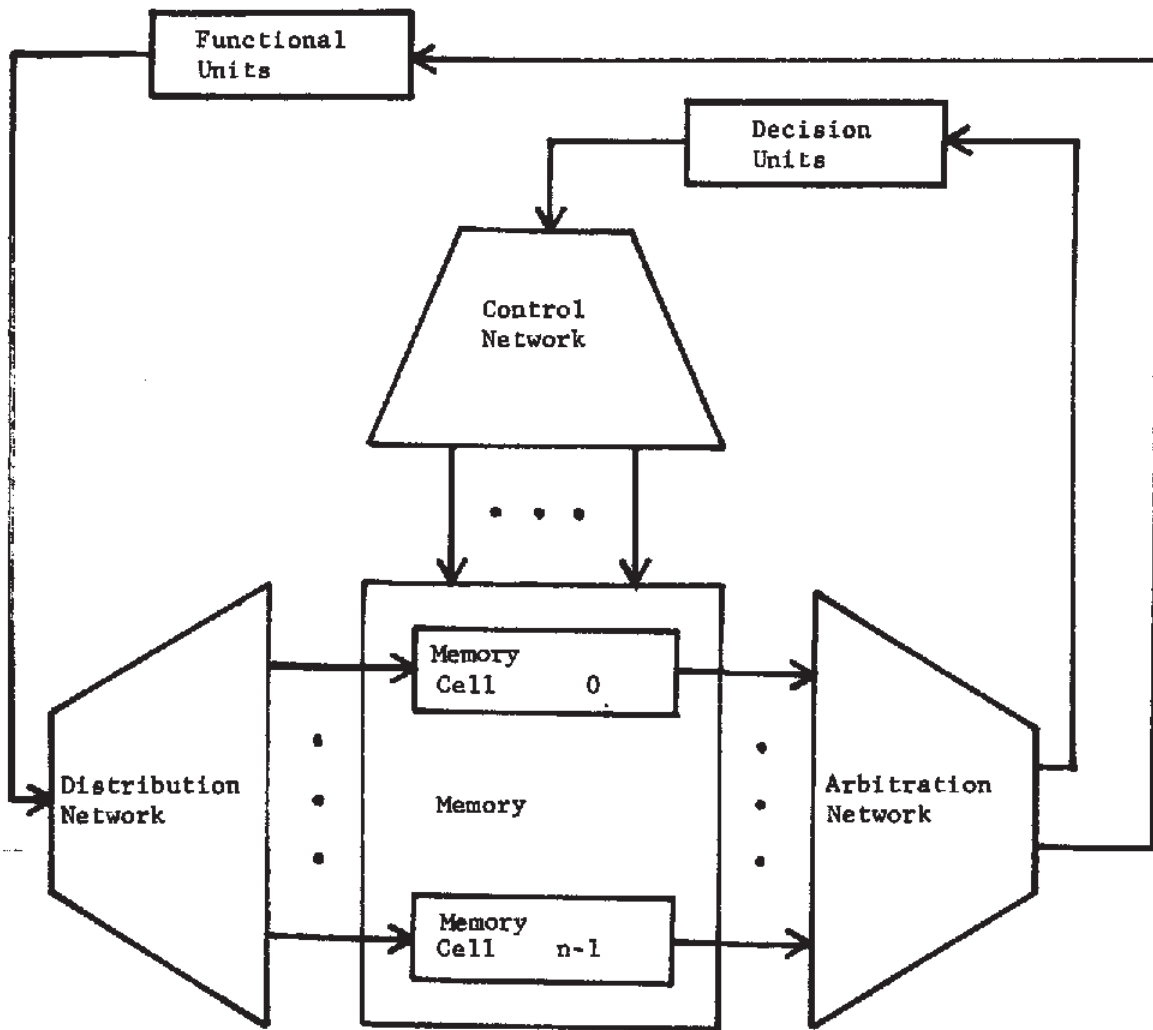 Functional
Units
Decision
Units
Control
Network
Memory
Cell 0
Distribution
Network
Memory
Arbitration
Network
Memory
Cell n-1